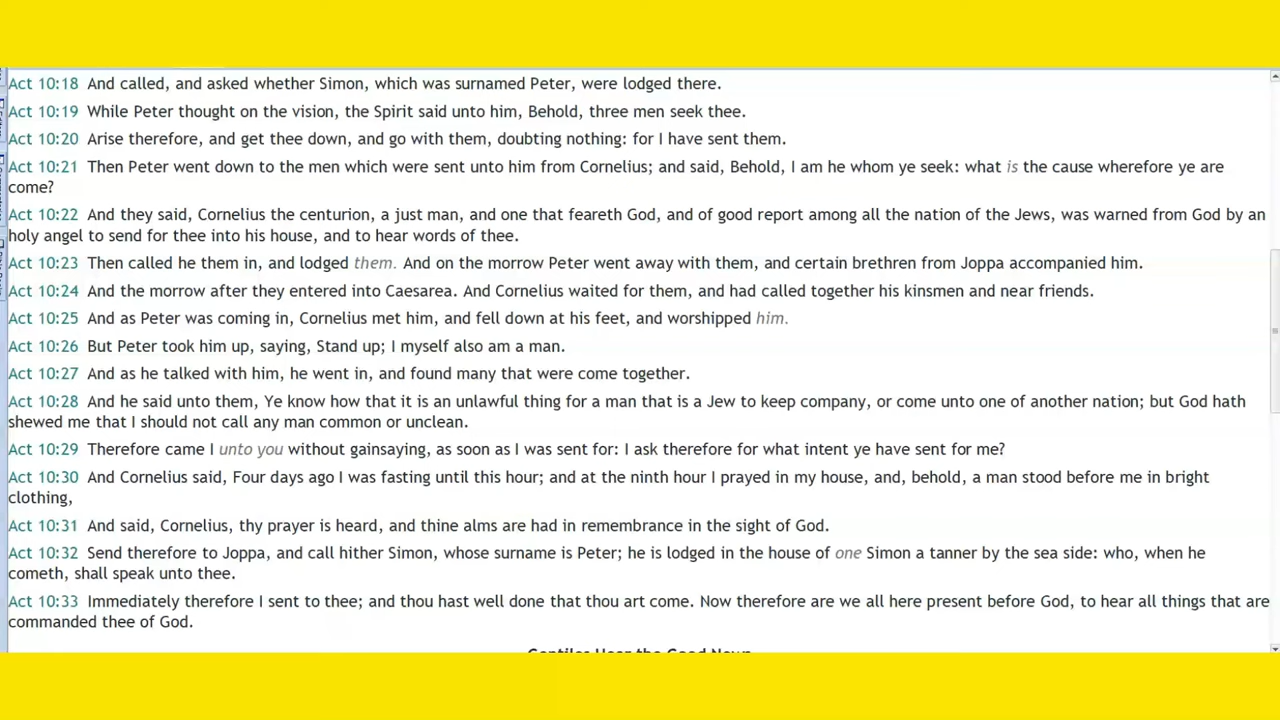 Act 10:18 And called, and asked whether Simon, which was surnamed Peter, were lodged there.
Act 10:19 While Peter thought on the vision, the Spirit said unto him, Behold, three men seek thee.
Act 10:20 Arise therefore, and get thee down, and go with them, doubting nothing: for I have sent them.
Act 10:21 Then Peter went down to the men which were sent unto him from Cornelius; and said, Behold, I am he whom ye seek: what is the cause wherefore ye are
come?
Act 10:22 And they said, Cornelius the centurion, a just man, and one that feareth God, and of good report among all the nation of the Jews, was warned from God by an
holy angel to send for thee into his house, and to hear words of thee.
Act 10:23 Then called he them in, and lodged them. And on the morrow Peter went away with them, and certain brethren from Joppa accompanied him.
Act 10:24 And the morrow after they entered into Caesarea. And Cornelius waited for them, and had called together his kinsmen and near friends.
Act 10:25 And as Peter was coming in, Cornelius met him, and fell down at his feet, and worshipped him.
Act 10:26 But Peter took him up, saying, Stand up; I myself also am a man.
Act 10:27 And as he talked with him, he went in, and found many that were come together.
Act 10:28 And he said unto them, Ye know how that it is an unlawful thing for a man that is a Jew to keep company, or come unto one of another nation; but God hath
shewed me that I should not call any man common or unclean.
Act 10:29 Therefore came I unto you without gainsaying, as soon as I was sent for: I ask therefore for what intent ye have sent for me?
Act 10:30 And Cornelius said, Four days ago I was fasting until this hour; and at the ninth hour I prayed in my house, and, behold, a man stood before me in bright
clothing,
Act 10:31 And said, Cornelius, thy prayer is heard, and thine alms are had in remembrance in the sight of God.
Act 10:32 Send therefore to Joppa, and call hither Simon, whose surname is Peter; he is lodged in the house of one Simon a tanner by the sea side: who, when he
cometh, shall speak unto thee.
Act 10:33 Immediately therefore I sent to thee; and thou hast well done that thou art come. Now therefore are we all here present before God, to hear all things that are
commanded thee of God.
Gentiles Hear the Good News